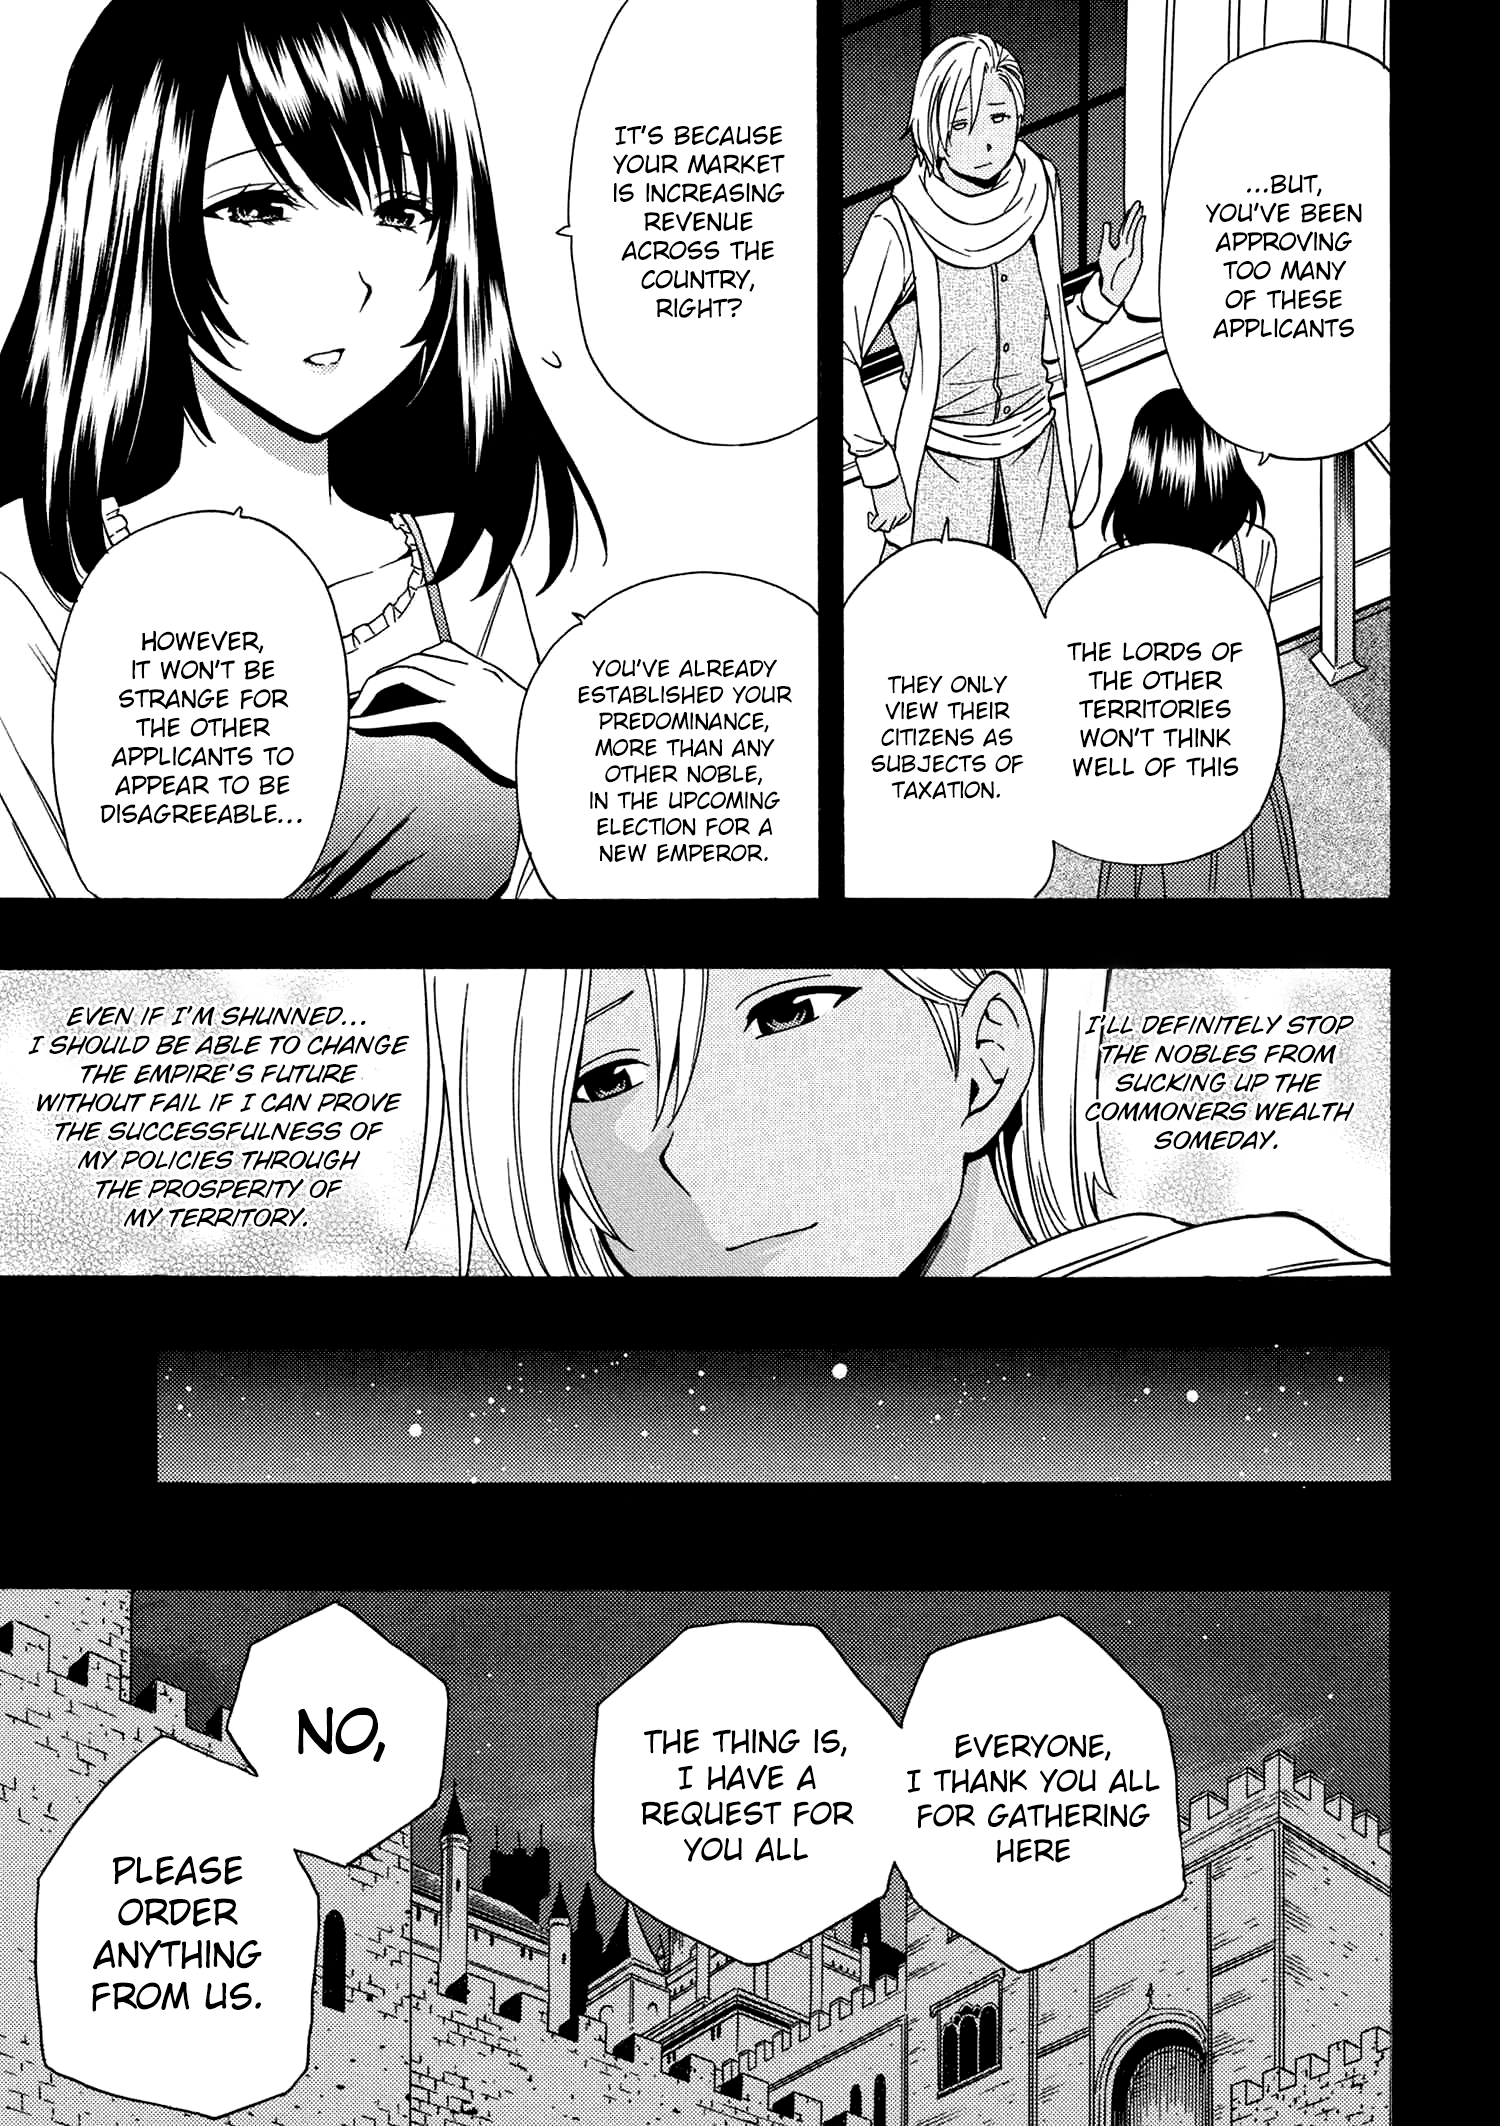 ...BUT,
YOU'VE BEEN
APPROVING
TOO MANY
OF THESE
APPLICANTS
THE LORDS OF
THE OTHER
TERRITORIES
WON'T THINK
WELL OF THIS
THEY ONLY
VIEW THEIR
CITIZENS AS
SUBJECTS OF
TAXATION.
IT'S BECAUSE
YOUR MARKET
IS INCREASING
REVENUE
ACROSS THE
COUNTRY,
RIGHT?
YOU'VE ALREADY
ESTABLISHED YOUR
PREDOMINANCE,
MORE THAN ANY
OTHER NOBLE,
IN THE UPCOMING
ELECTION FOR A
NEW EMPEROR.
HOWEVER,
IT WON'T BE
STRANGE FOR
THE OTHER
APPLICANTS TO
APPEAR TO BE
DISAGREEABLE...
I'LL DEFINITELY STOP
THE NOBLES FROM
SUCKING UP THE
COMMONERS WEALTH
SOMEDAY.
EVEN IF I'M SHUNNED...
I SHOULD BE ABLE TO CHANGE
THE EMPIRE'S FUTURE
WITHOUT FAIL IF I CAN PROVE
THE SUCCESSFULNESS OF
MY POLICIES THROUGH
THE PROSPERITY OF
MY TERRITORY.
EVERYONE,
I THANK YOU ALL
FOR GATHERING
HERE
THE THING IS,
I HAVE A
REQUEST FOR
YOU ALL
NO,
PLEASE
ORDER
ANYTHING
FROM US.